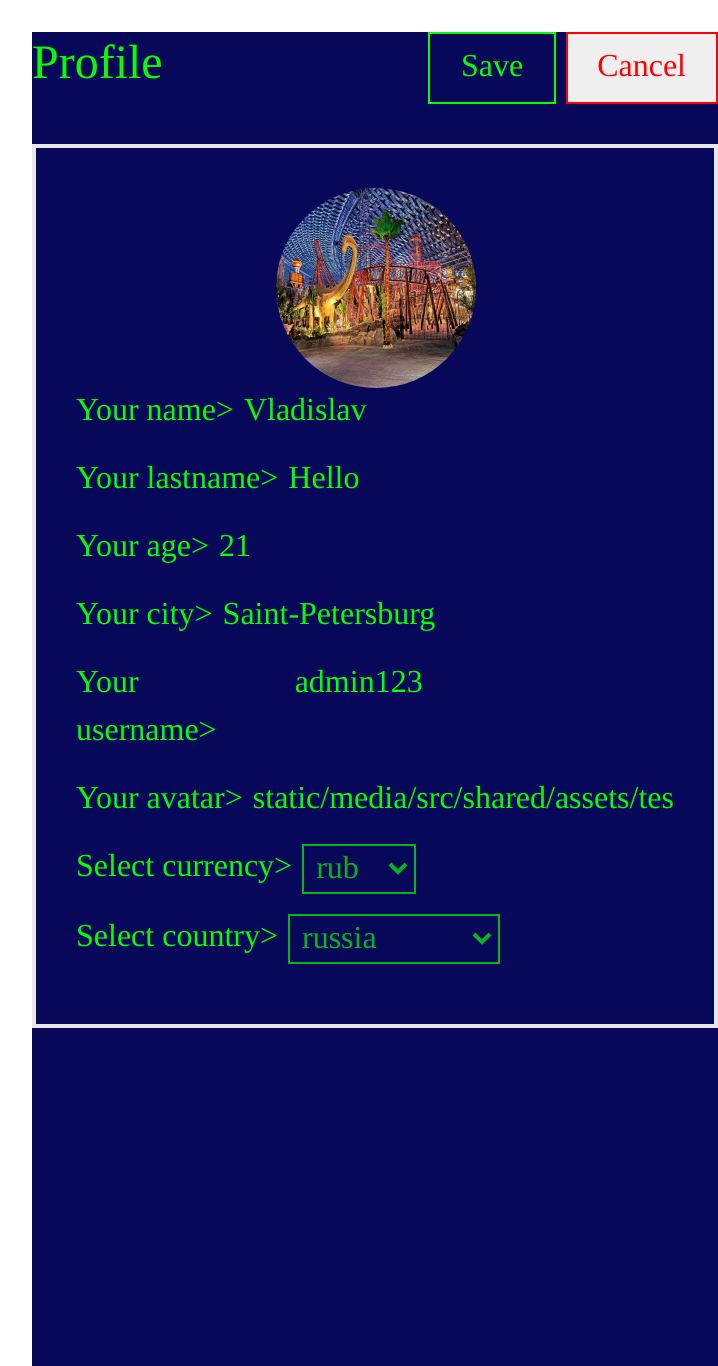 Profile
Save
Cancel
Your name> Vladislav
Your lastname> Hello
Your age> 21
Your city> Saint-Petersburg
Your admin123
username>
Your avatar> static/media/src/shared/assets/tes
Select currency> rub
Select country> russia